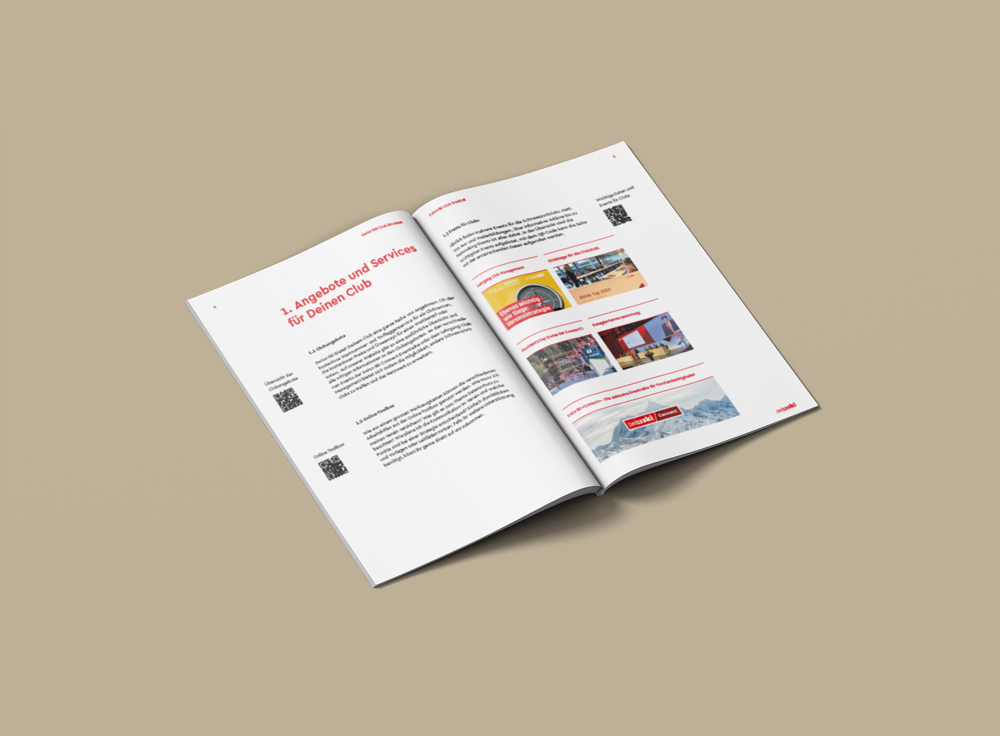 Swiss-Ski Club Booklet
4
1. Angebote und Services
für Deinen Club
1.1 Clubangebote
Swiss-Ski bietet Deinem Club eine ganze Reihe von Angeboten. Ob der
kostenlose Startnummer- und Torflaggenservice für ein Clubrennen,
die kostenlosen Preise und Giveaways für einen Wettkampf oder
Anlass. Auf unserer Website gibt es eine ausführliche Übersicht und
alle nötigen Informationen zu den Clubangeboten. An den verschiede-
nen Events der Swiss-Ski Connect Eventreihe oder dem Lehrgang Club
Management bietet sich zudem die Möglichkeit, andere Schneesport-
clubs zu treffen und das Netzwerk zu erweitern.
Übersicht der
Clubangebote
1.2 Online-Toolbox
Wie aus einem grossen Werkzeugkasten können die verschiedenen
Arbeitshilfen aus der Online-Toolbox genutzt werden. Wie muss ich
meinen Verein versichern? Was gilt es zum Thema Datenschutz zu
beachten? Wie plane ich die Kommunikation im Verein und welche
Punkte sind bei einer Strategie entscheidend? Einfach durchklicken
und Vorlagen oder Leitfäden nutzen. Falls ihr weitere Unterstützung
benötigt, könnt ihr gerne direkt auf uns zukommen.
Online Toolbox
Swiss-Ski Club Booklet
5
1.3 Events für Clubs
Jährlich finden mehrere Events für die Schneesportclubs statt.
Von Aus- und Weiterbildungen, über informative Anlässe bis zu
Networking-Events ist alles dabei. In der Übersicht sind die
wichtigsten Events aufgelistet, mit dem QR-Code kann die Seite
mit den entsprechenden Daten aufgerufen werden.
Wichtige Daten und
Events für Clubs
Lehrgang Club Management
swiss ski
Ebenso wichtig
wie Siege:
Vereinsstrategie
Ethiktage für die Clubstufe
Ethik Tag 2024
President's Day (Swiss-Ski Connect)
Delegiertenversammlung
Swiss-Ski «Connect» – Die exklusive Eventreihe für Vorstandsmitglieder
swiss ski Connect
swiss ski